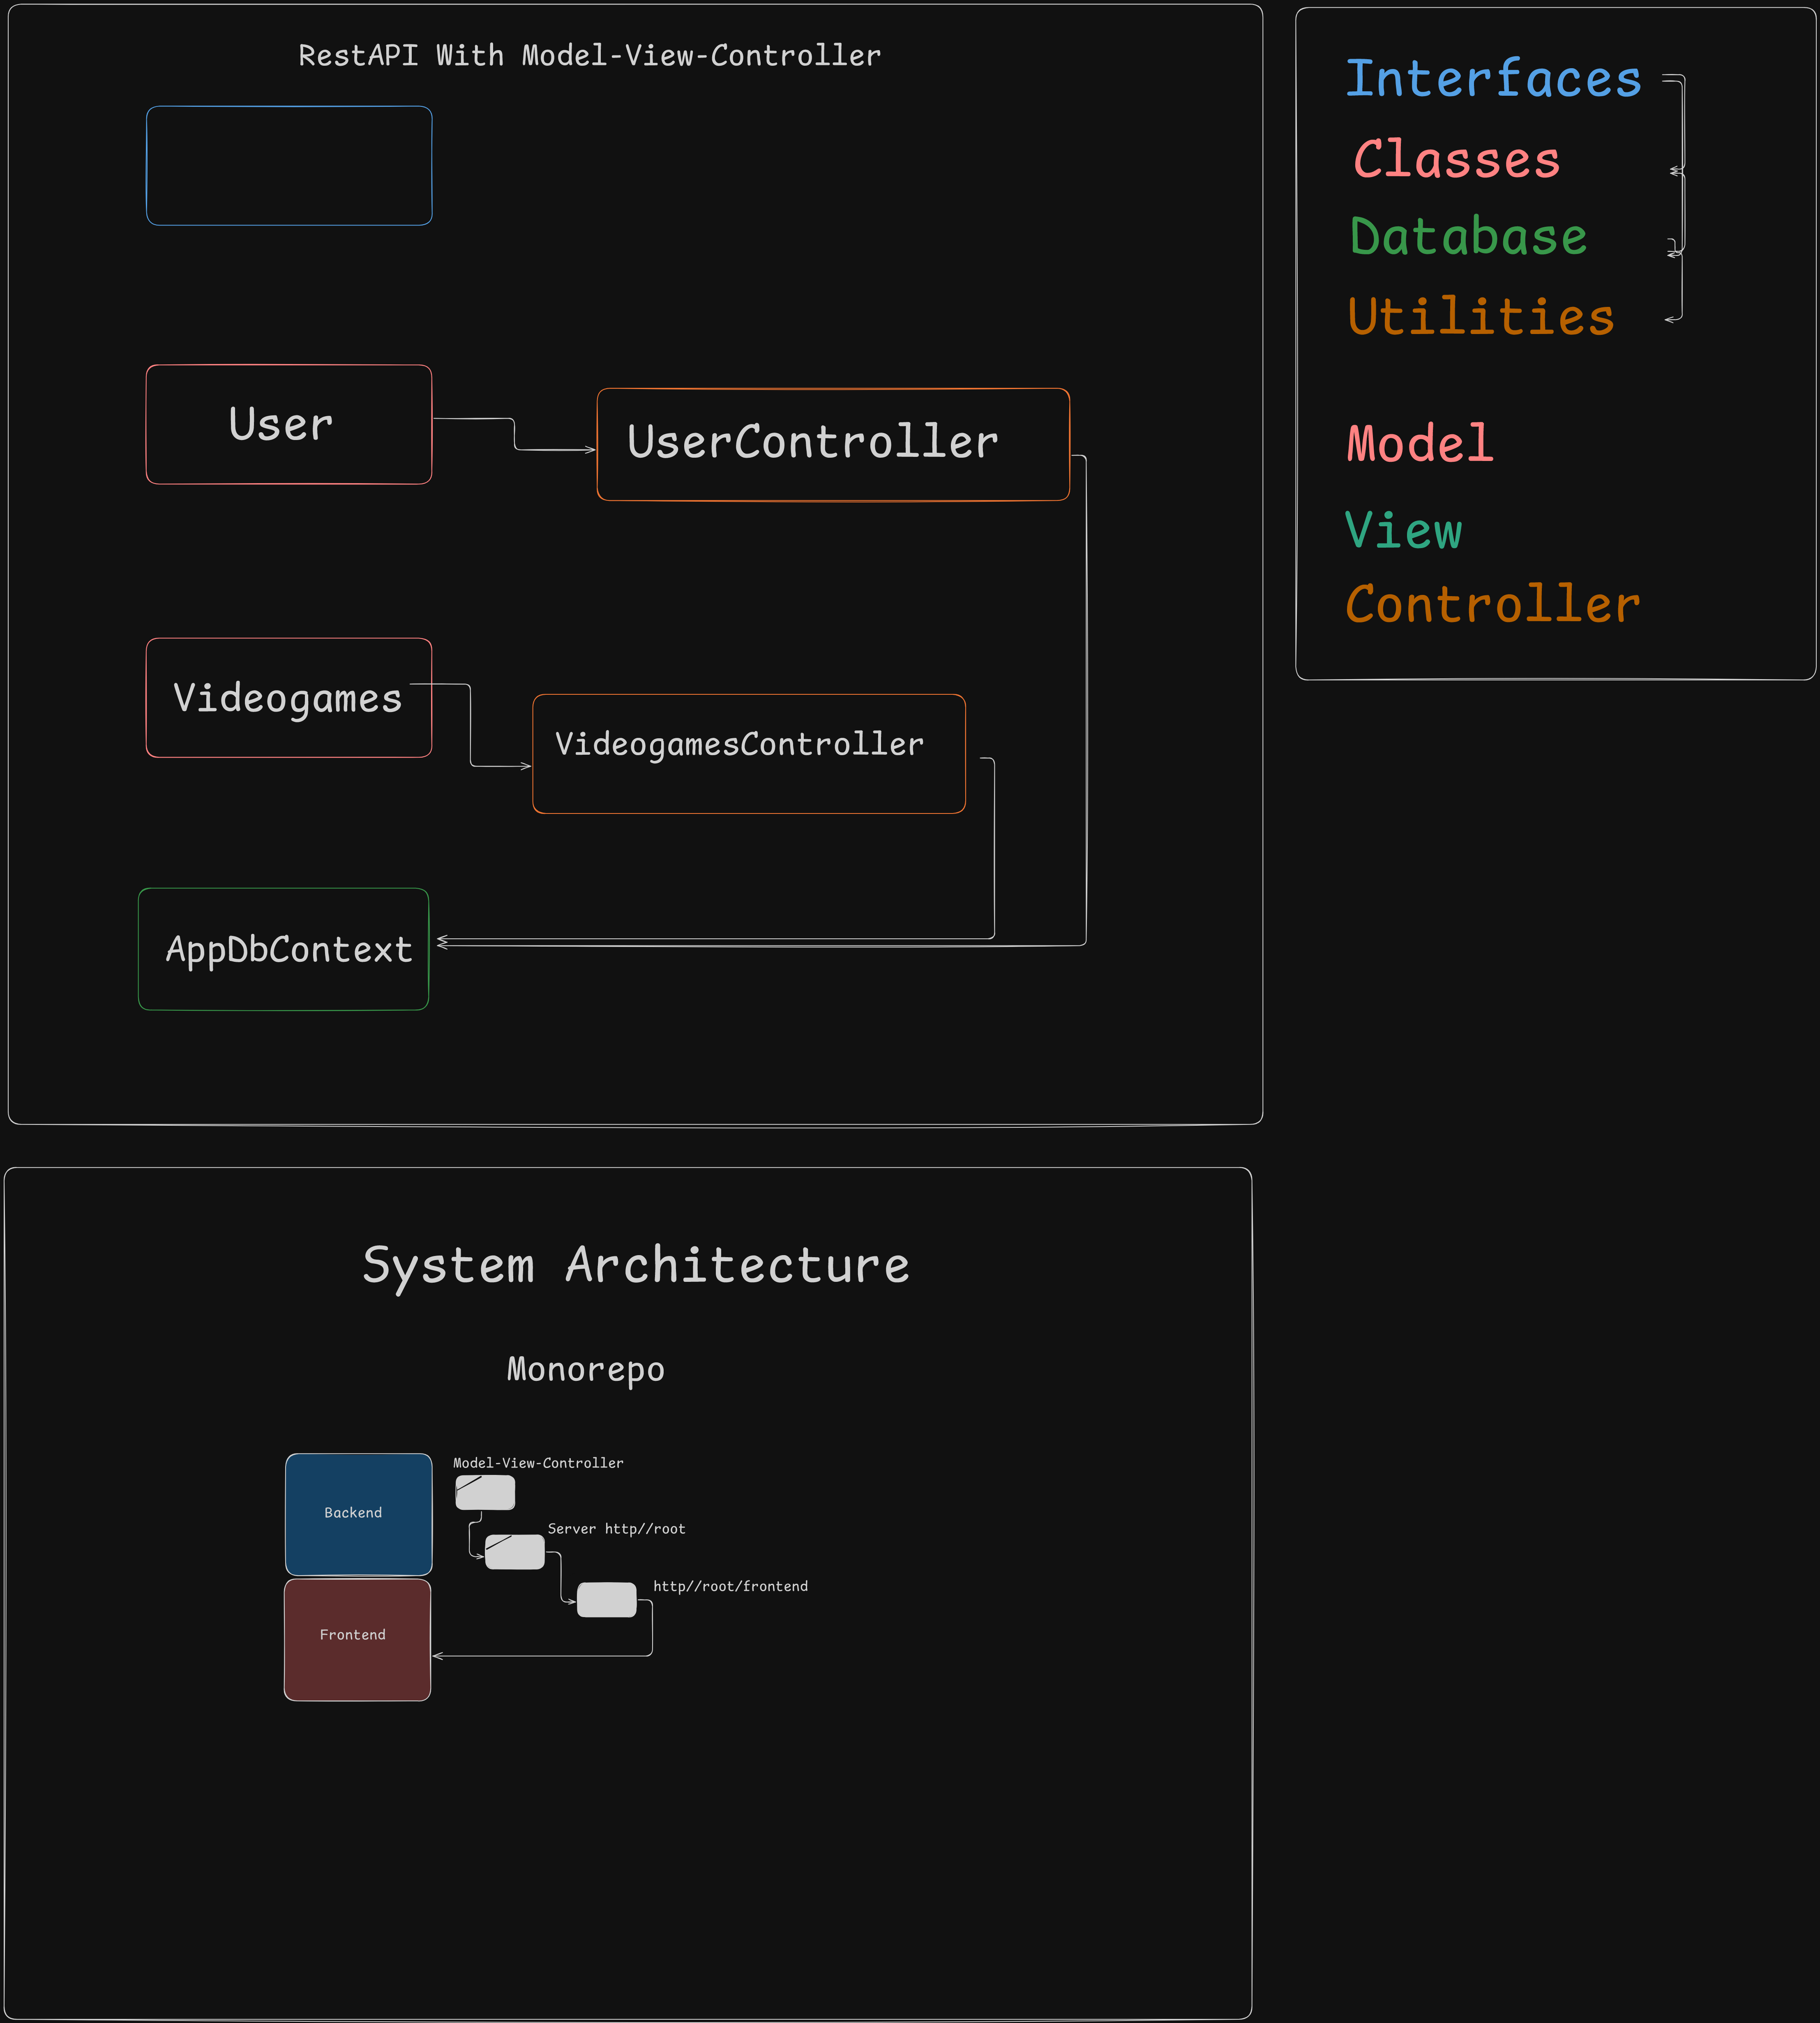 RestAPI With Model-View-Controller
User
UserController
Videogames
VideogamesController
AppDbContext
Interfaces
Classes
Database
Utilities
Model
View
Controller
System Architecture
Monorepo
Model-View-Controller
Backend
Server http//root
http//root/frontend
Frontend